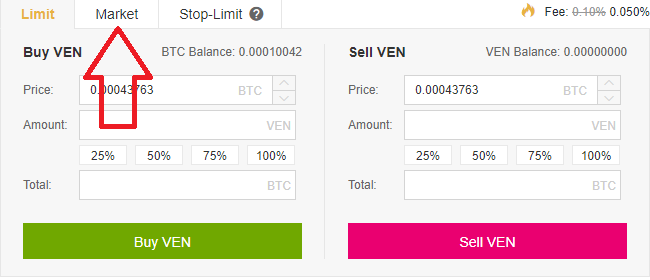 Limit Market Stop-Limit ? Fee: 0.10% 0.050%
Buy VEN BTC Balance: 0.00010042 Sell VEN VEN Balance: 0.00000000
Price: 0.00043763 BTC Price: 0.00043763 BTC
Amount: VEN Amount: VEN
25% 50% 75% 100% 25% 50% 75% 100%
Total: BTC Total: BTC
Buy VEN Sell VEN